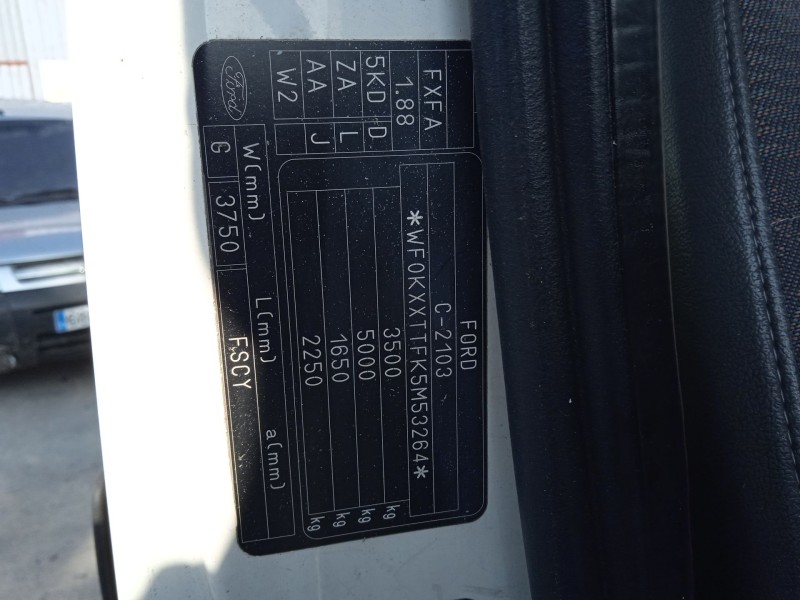 FORD
C-2103
*WF0KXXTTFK5M53264*
3500 kg
5000 kg
1650 kg
2250 kg
FXFA
1.88
5KD D
ZA L
AA J
W2
Ford
W(mm) L(mm) a(mm)
G 3750 FSCY